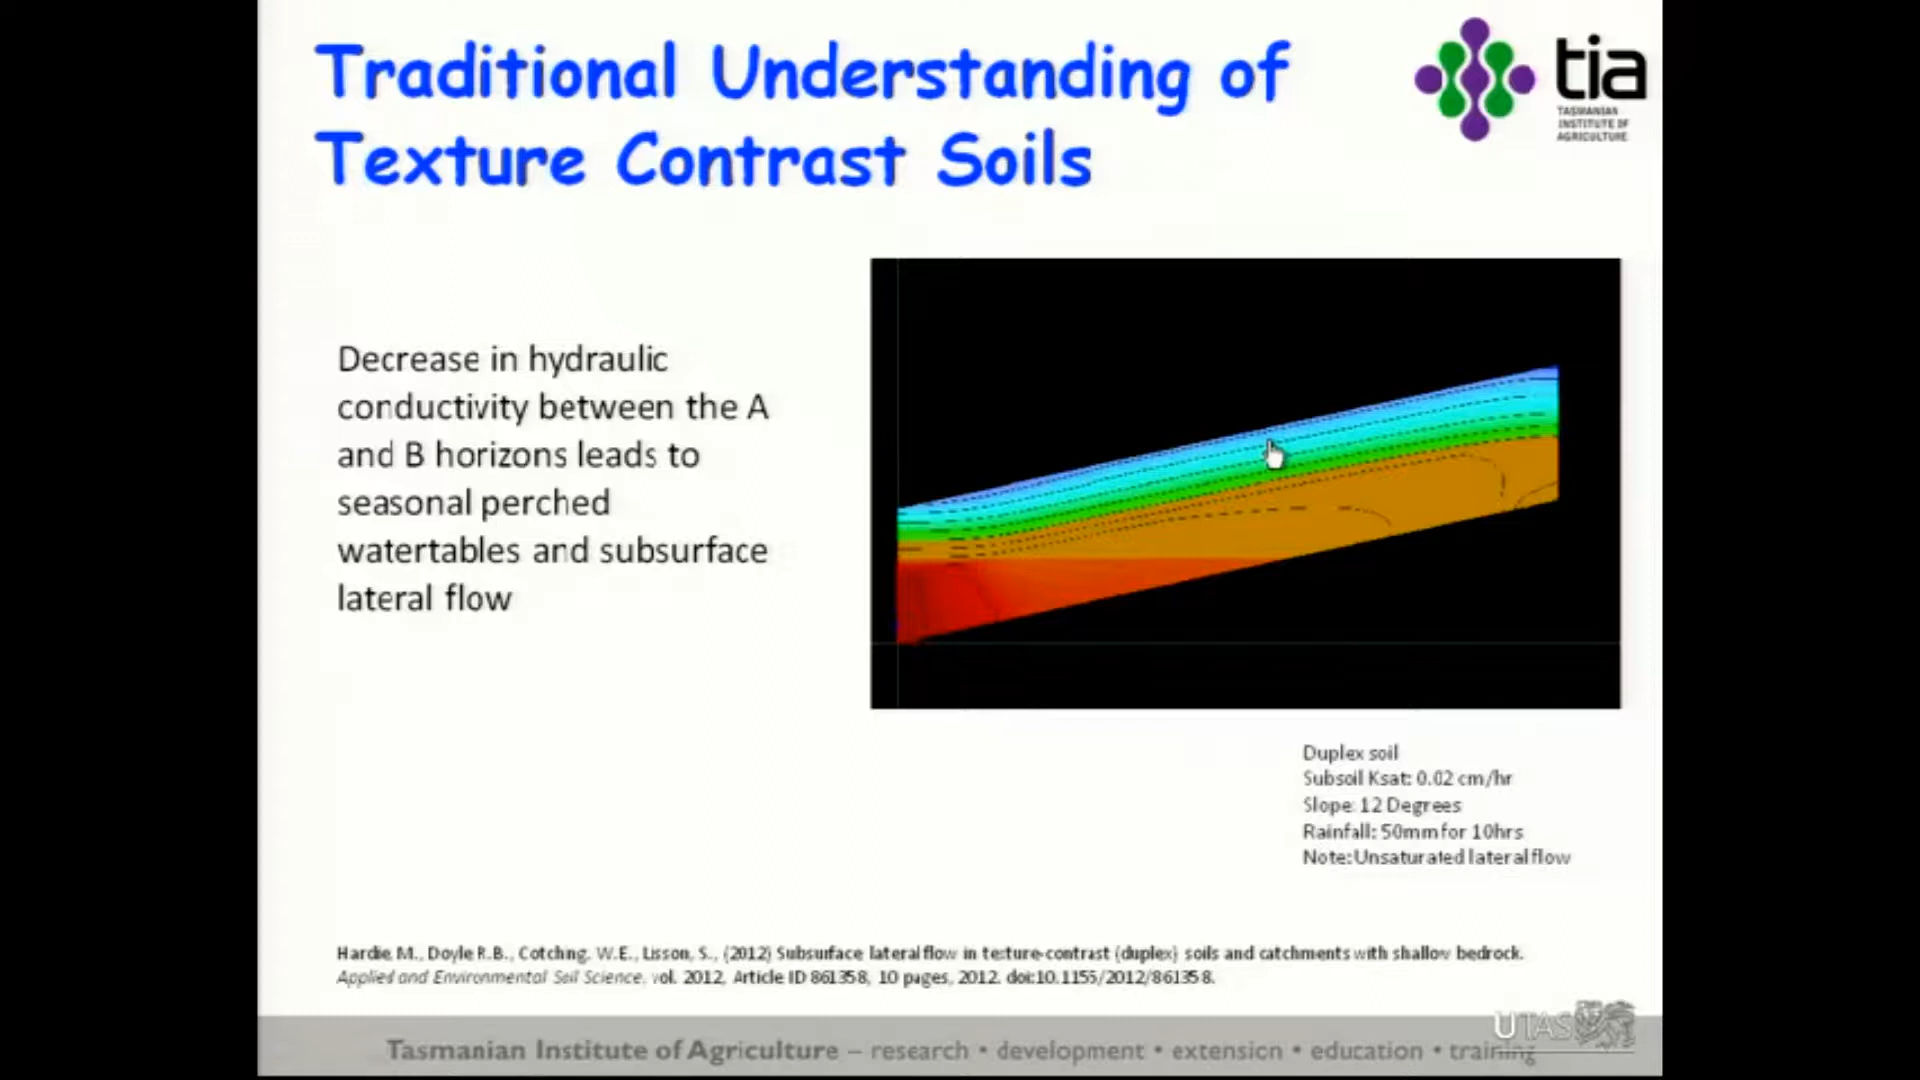 Traditional Understanding of
Texture Contrast Soils
tia
TASMANIAN
INSTITUTE OF
AGRICULTURE
Decrease in hydraulic
conductivity between the A
and B horizons leads to
seasonal perched
watertables and subsurface
lateral flow
Duplex soil
Subsoil Ksat: 0.02 cm/hr
Slope: 12 Degrees
Rainfall: 50mm for 10hrs
Note: Unsaturated lateral flow
Hardie M., Doyle R.B., Cotching, W.E., Lisson, S., (2012) Subsurface lateral flow in texture-contrast (duplex) soils and catchments with shallow bedrock.
Applied and Environmental Soil Science, vol. 2012, Article ID 861358, 10 pages, 2012. doi:10.1155/2012/861358.
UTAS
Tasmanian Institute of Agriculture – research • development • extension • education • training